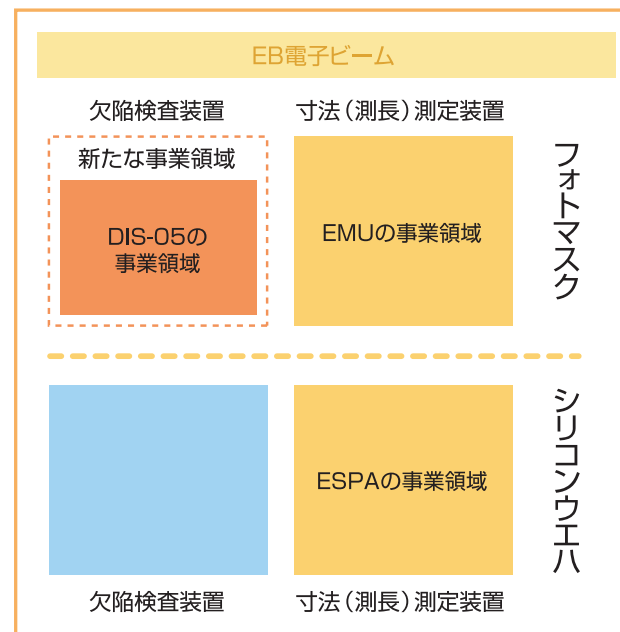 EB電子ビーム
欠陥検査装置
寸法（測長）測定装置
新たな事業領域
DIS-05の
事業領域
EMUの事業領域
フォトマスク
ESPAの事業領域
シリコンウエハ
欠陥検査装置
寸法（測長）測定装置